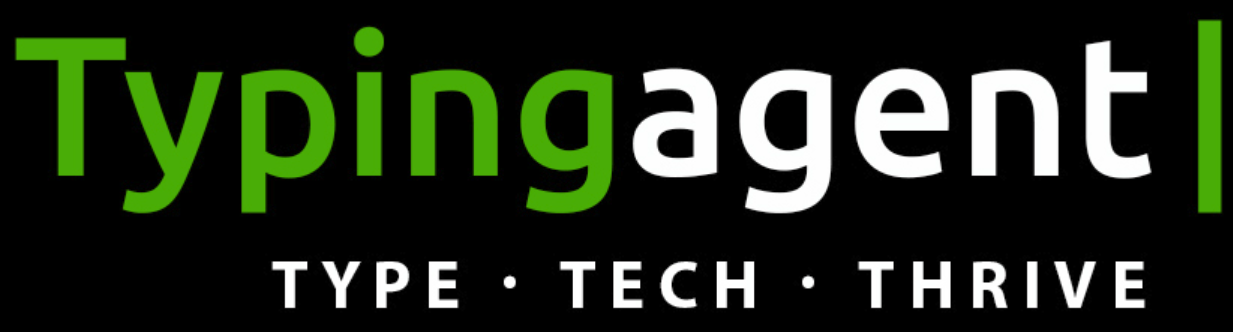 Typingagent
TYPE · TECH · THRIVE